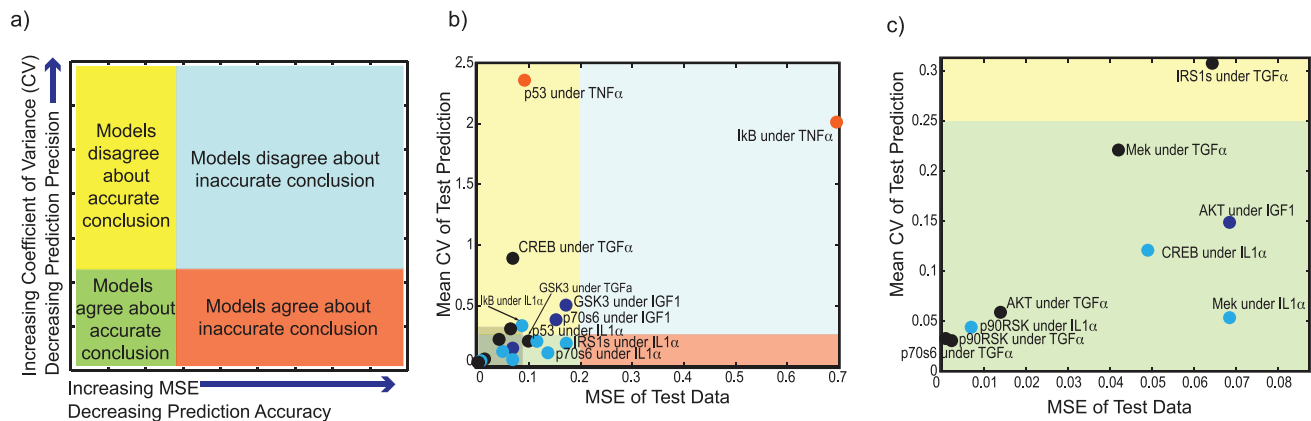 a)
Increasing Coefficient of Variance (CV)
Decreasing Prediction Precision
Models
disagree
about
accurate
conclusion
Models disagree about
inaccurate conclusion
Models
agree about
accurate
conclusion
Models agree about
inaccurate conclusion
Increasing MSE
Decreasing Prediction Accuracy
b)
Mean CV of Test Prediction
2.5
2
1.5
1
0.5
0
p53 under TNFα
IkB under TNFα
CREB under TGFα
GSK3 under TGFa
IkB under IL1α
GSK3 under IGF1
p70s6 under IGF1
p53 under IL1α
IRS1s under IL1α
p70s6 under IL1α
0 0.1 0.2 0.3 0.4 0.5 0.6 0.7
MSE of Test Data
c)
Mean CV of Test Prediction
0.3
0.25
0.2
0.15
0.1
0.05
0
IRS1s under TGFα
Mek under TGFα
AKT under IGF1
CREB under IL1α
AKT under TGFα
Mek under IL1α
p90RSK under IL1α
p90RSK under TGFα
p70s6 under TGFα
0 0.01 0.02 0.03 0.04 0.05 0.06 0.07 0.08
MSE of Test Data